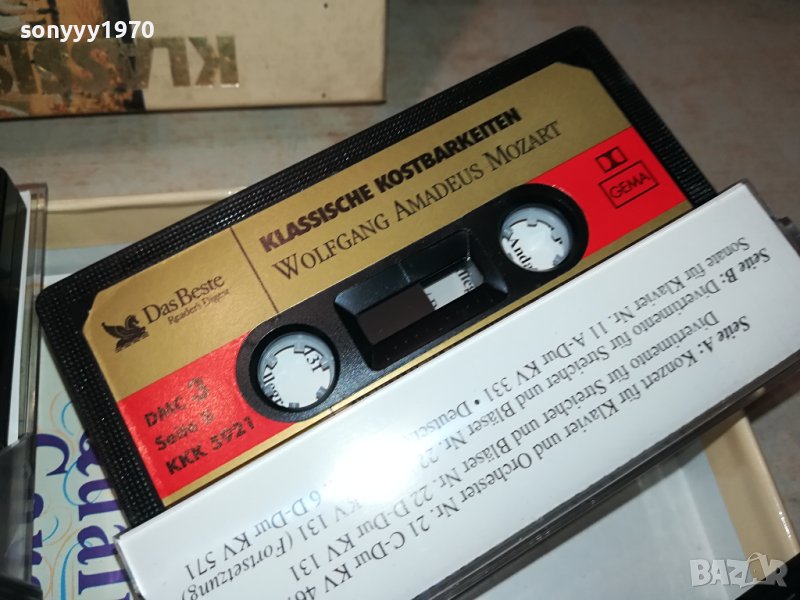 sonyyy1970
KLASSIS
KLASSISCHE KOSTBARKEITEN
WOLFGANG AMADEUS MOZART
Das Beste
Reader's Digest
GEMA
DMC 3
Seite
KKK 5921
Seite A: Konzert für Klavier und Orchester Nr. 21 C-Dur KV 467
Divertimento für Streicher und Bläser Nr. 22 D-Dur KV 131
Seite B: Divertimento für Streicher und Bläser Nr. 22 KV 131 (Fortsetzung)
Sonate für Klavier Nr. 11 A-Dur KV 331 • Deutsch 6 D-Dur KV 571
BAZAR